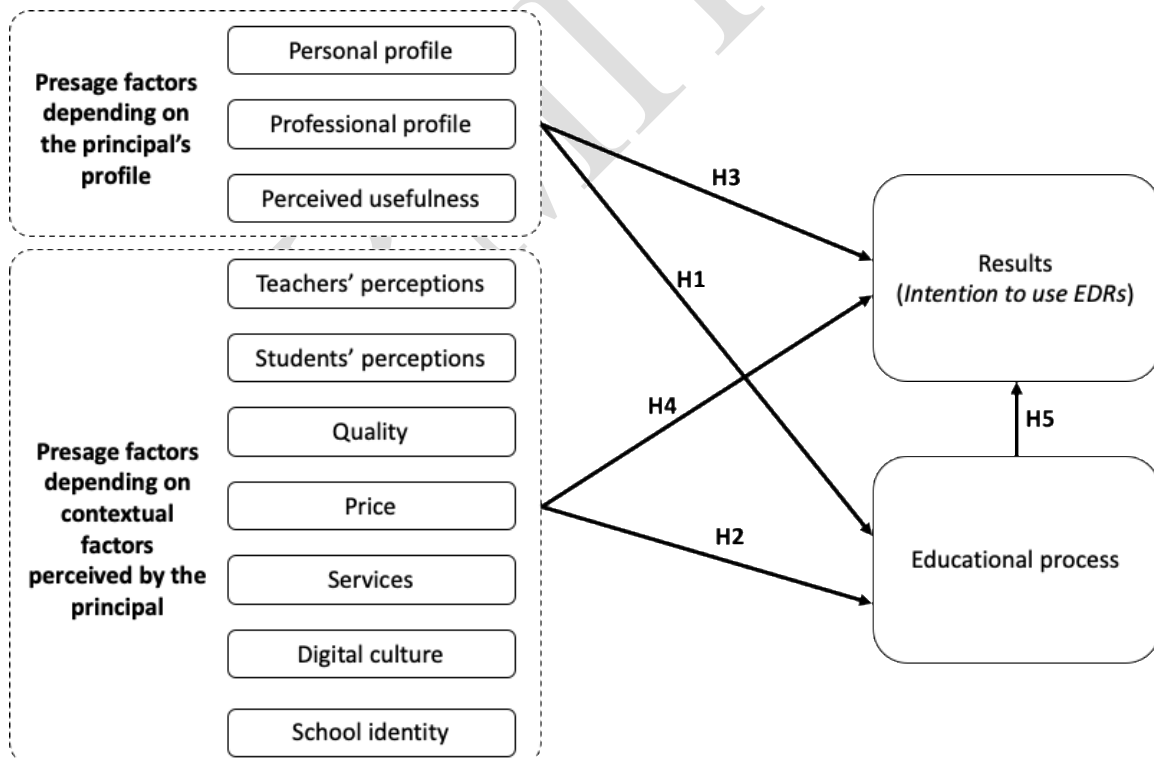 Presage factors
depending on
the principal's
profile
Personal profile
Professional profile
Perceived usefulness
Presage factors
depending on
contextual
factors
perceived by the
principal
Teachers' perceptions
Students' perceptions
Quality
Price
Services
Digital culture
School identity
H3
H1
H4
H2
Results
(Intention to use EDRs)
H5
Educational process